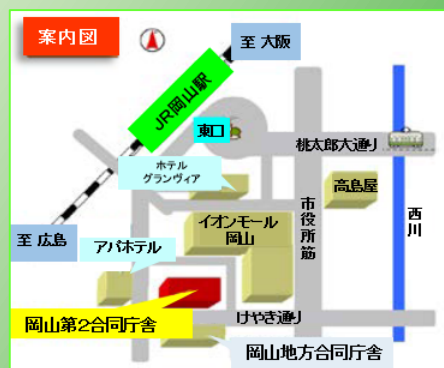 案内図
至 大阪
JR岡山駅
東口
桃太郎大通り
ホテル
グランヴィア
高島屋
市役所筋
西川
イオンモール
岡山
至 広島
アパホテル
岡山第2合同庁舎
けやき通り
岡山地方合同庁舎